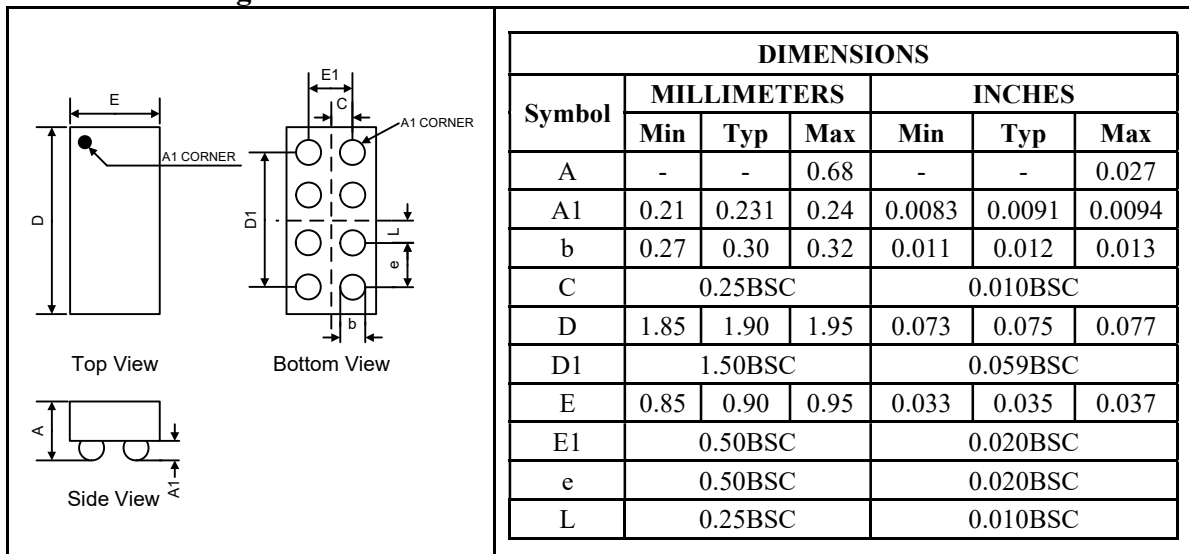 E
A1 CORNER
D
Top View
E1
C
A1 CORNER
D1
L
e
b
Bottom View
A
A1
Side View
DIMENSIONS
Symbol MILLIMETERS INCHES
Min Typ Max Min Typ Max
A - - 0.68 - - 0.027
A1 0.21 0.231 0.24 0.0083 0.0091 0.0094
b 0.27 0.30 0.32 0.011 0.012 0.013
C 0.25BSC 0.010BSC
D 1.85 1.90 1.95 0.073 0.075 0.077
D1 1.50BSC 0.059BSC
E 0.85 0.90 0.95 0.033 0.035 0.037
E1 0.50BSC 0.020BSC
e 0.50BSC 0.020BSC
L 0.25BSC 0.010BSC